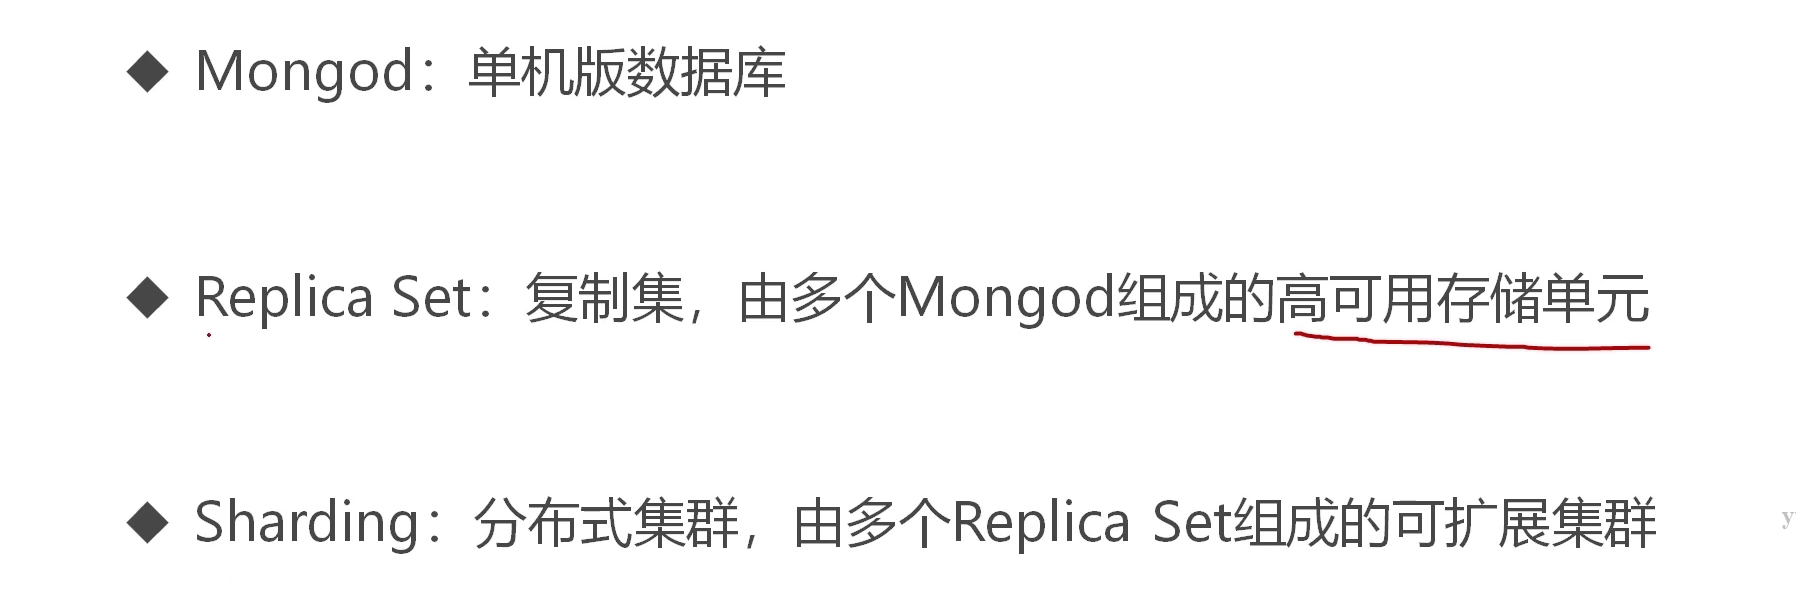 ◆ Mongod：单机版数据库
◆ Replica Set：复制集，由多个Mongod组成的高可用存储单元
◆ Sharding：分布式集群，由多个Replica Set组成的可扩展集群